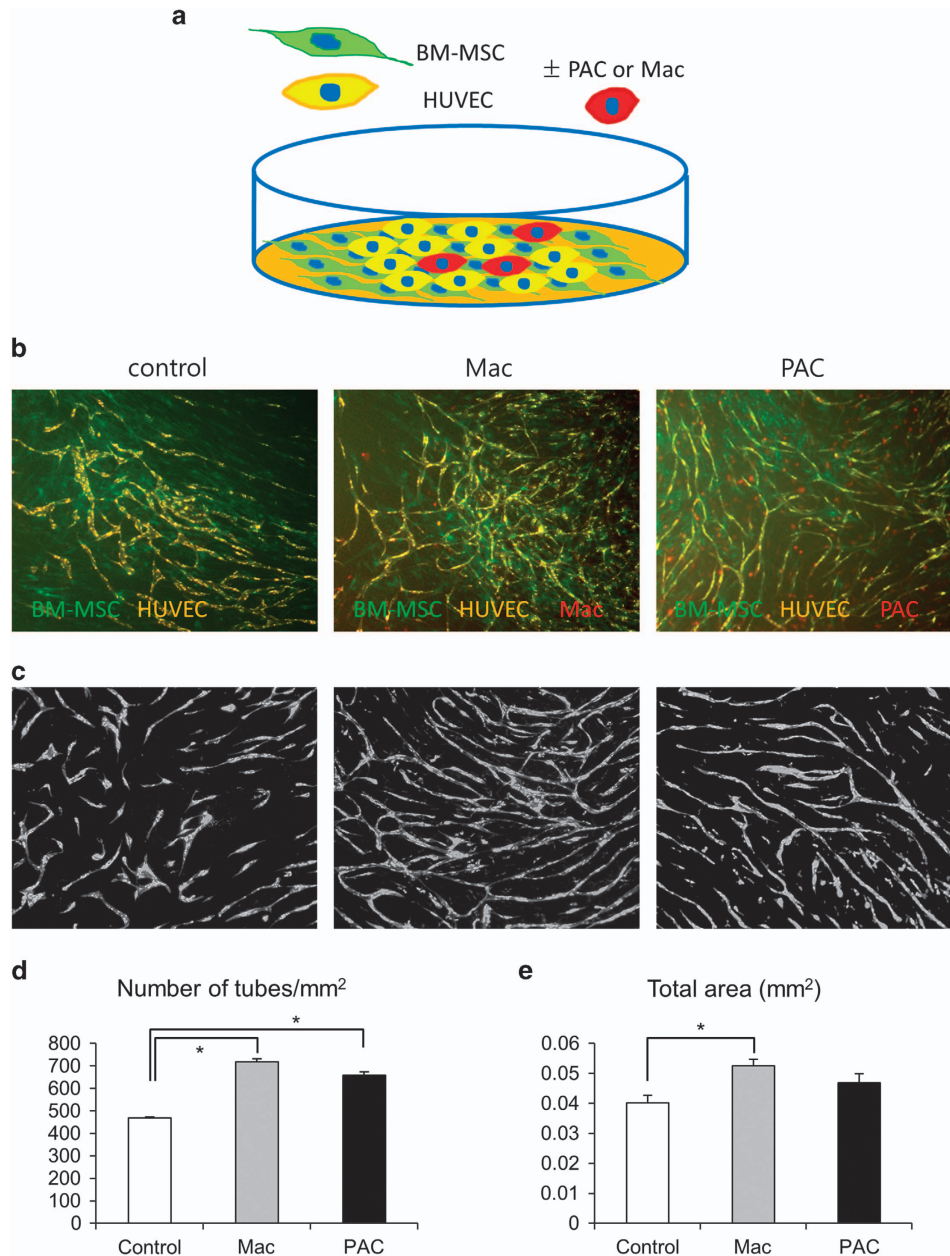 a
BM-MSC
HUVEC
± PAC or Mac
b
control
Mac
PAC
BM-MSC HUVEC
BM-MSC HUVEC Mac
BM-MSC HUVEC PAC
c
d
Number of tubes/mm²
*
*
800
700
600
500
400
300
200
100
0
Control Mac PAC
e
Total area (mm²)
*
0.06
0.05
0.04
0.03
0.02
0.01
0
Control Mac PAC